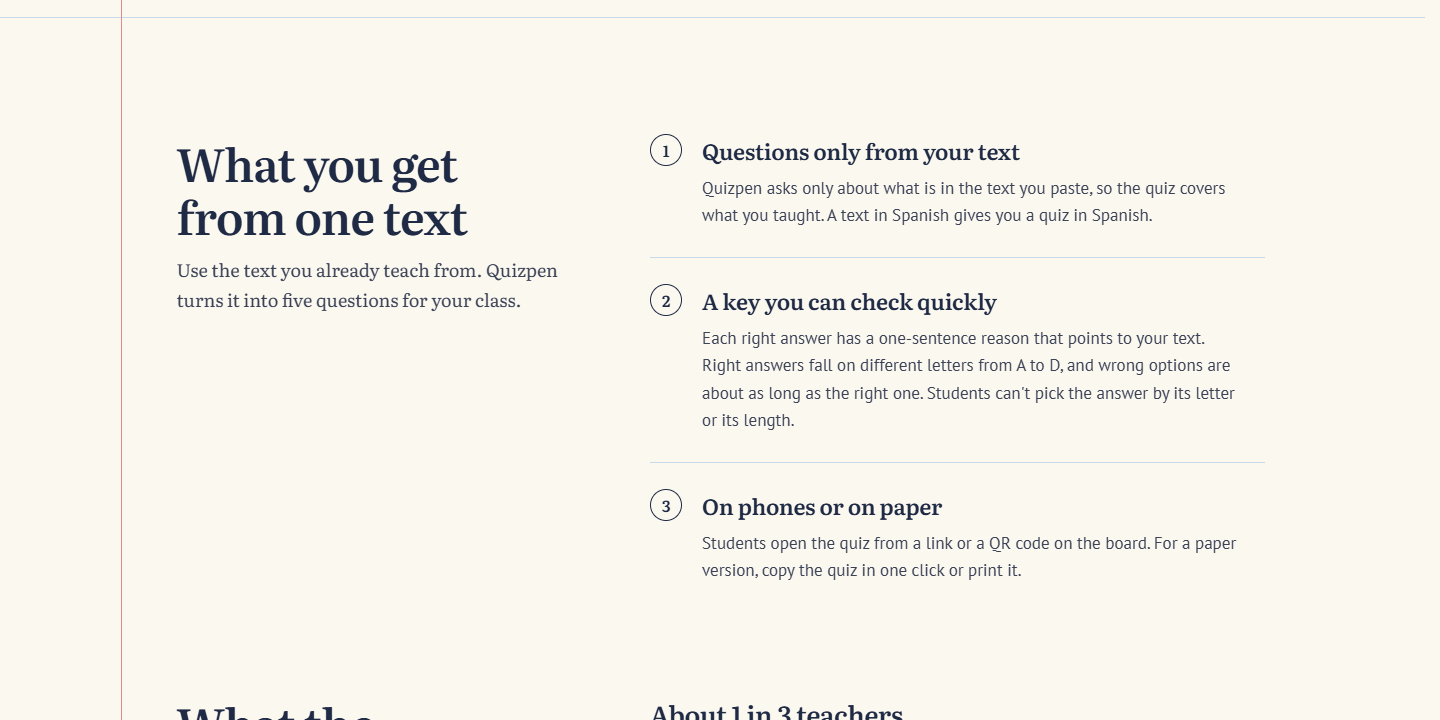 What you get
from one text
Use the text you already teach from. Quizpen
turns it into five questions for your class.
1
Questions only from your text
Quizpen asks only about what is in the text you paste, so the quiz covers
what you taught. A text in Spanish gives you a quiz in Spanish.
2
A key you can check quickly
Each right answer has a one-sentence reason that points to your text.
Right answers fall on different letters from A to D, and wrong options are
about as long as the right one. Students can't pick the answer by its letter
or its length.
3
On phones or on paper
Students open the quiz from a link or a QR code on the board. For a paper
version, copy the quiz in one click or print it.
What the
About 1 in 3 teachers